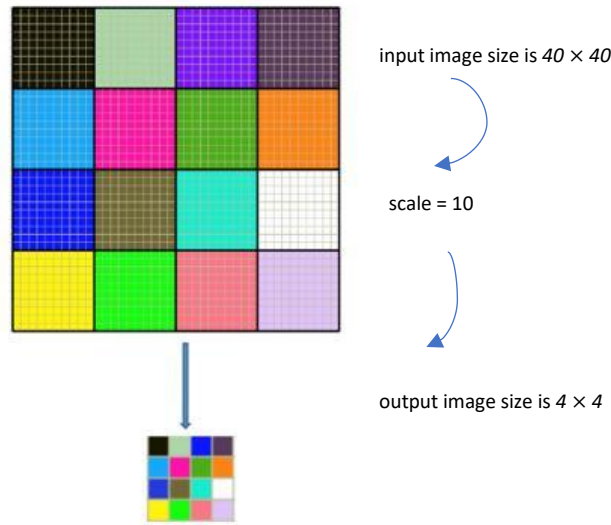 input image size is 40 × 40
scale = 10
output image size is 4 × 4